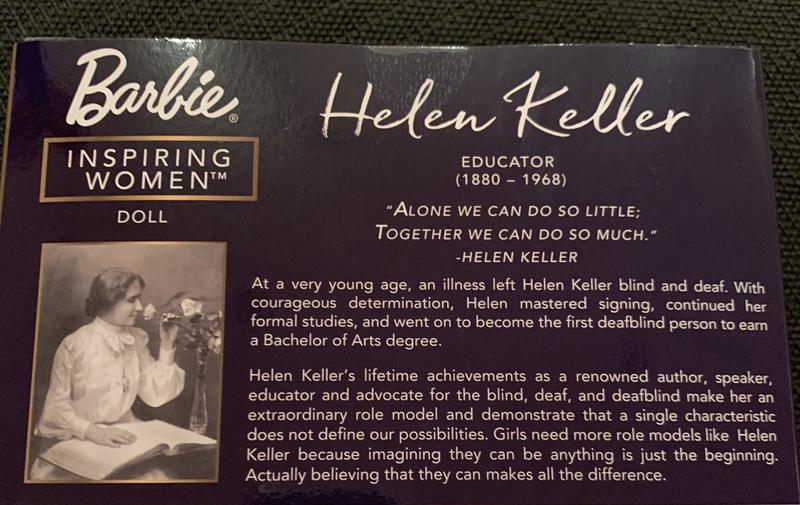 Barbie®
INSPIRING
WOMEN™
DOLL
Helen Keller
EDUCATOR
(1880 – 1968)
"ALONE WE CAN DO SO LITTLE;
TOGETHER WE CAN DO SO MUCH."
-HELEN KELLER
At a very young age, an illness left Helen Keller blind and deaf. With
courageous determination, Helen mastered signing, continued her
formal studies, and went on to become the first deafblind person to earn
a Bachelor of Arts degree.
Helen Keller's lifetime achievements as a renowned author, speaker,
educator and advocate for the blind, deaf, and deafblind make her an
extraordinary role model and demonstrate that a single characteristic
does not define our possibilities. Girls need more role models like Helen
Keller because imagining they can be anything is just the beginning.
Actually believing that they can makes all the difference.